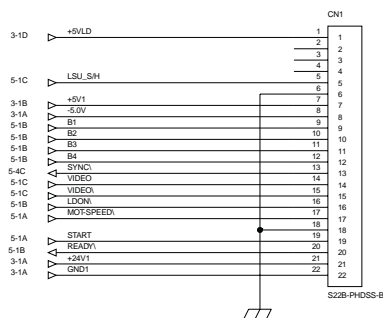 CN1
3-1D +5VLD 1 1
2 2
3 3
4 4
5-1C LSU_S/H 5 5
6 6
3-1B +5V1 7 7
3-1A -5.0V 8 8
5-1B B1 9 9
5-1B B2 10 10
5-1B B3 11 11
5-1B B4 12 12
5-4C SYNC\ 13 13
5-1C VIDEO 14 14
5-1C VIDEO\ 15 15
5-1B LDON\ 16 16
5-1A MOT-SPEED\ 17 17
18 18
5-1A START 19 19
5-1B READY\ 20 20
3-1A +24V1 21 21
3-1A GND1 22 22
S22B-PHDSS-B